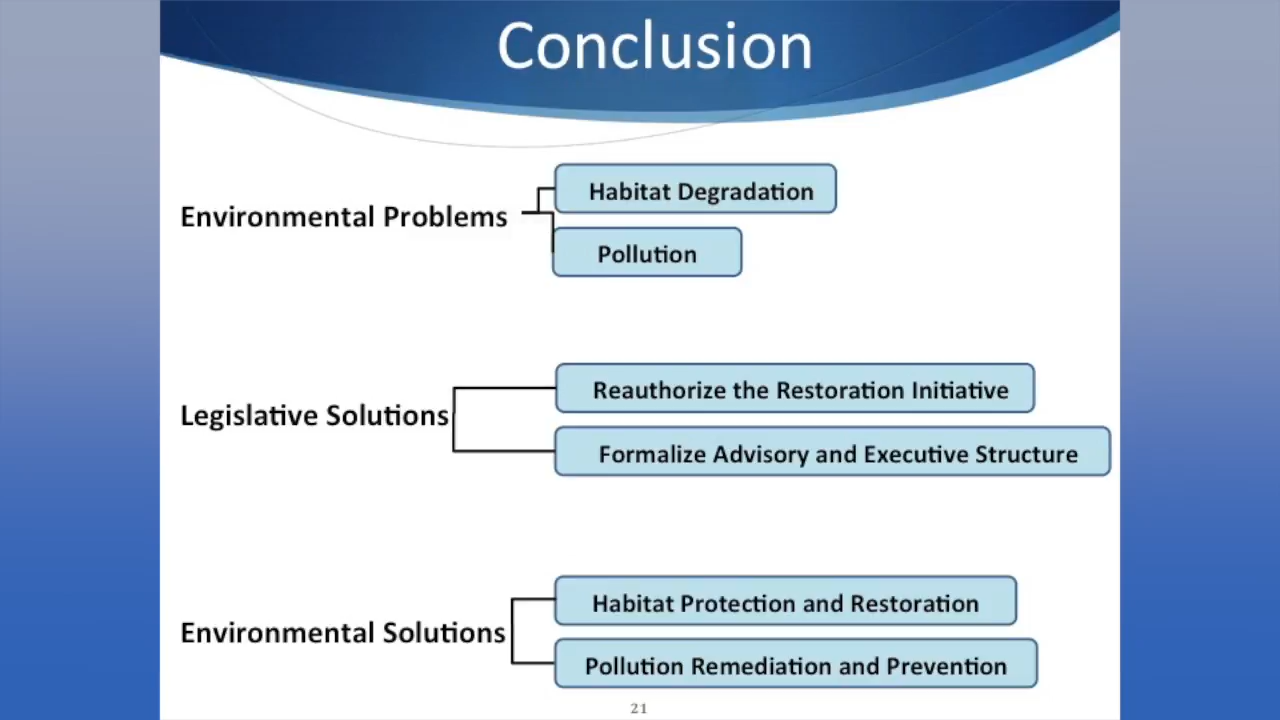 Conclusion
Environmental Problems
Habitat Degradation
Pollution
Legislative Solutions
Reauthorize the Restoration Initiative
Formalize Advisory and Executive Structure
Environmental Solutions
Habitat Protection and Restoration
Pollution Remediation and Prevention
21